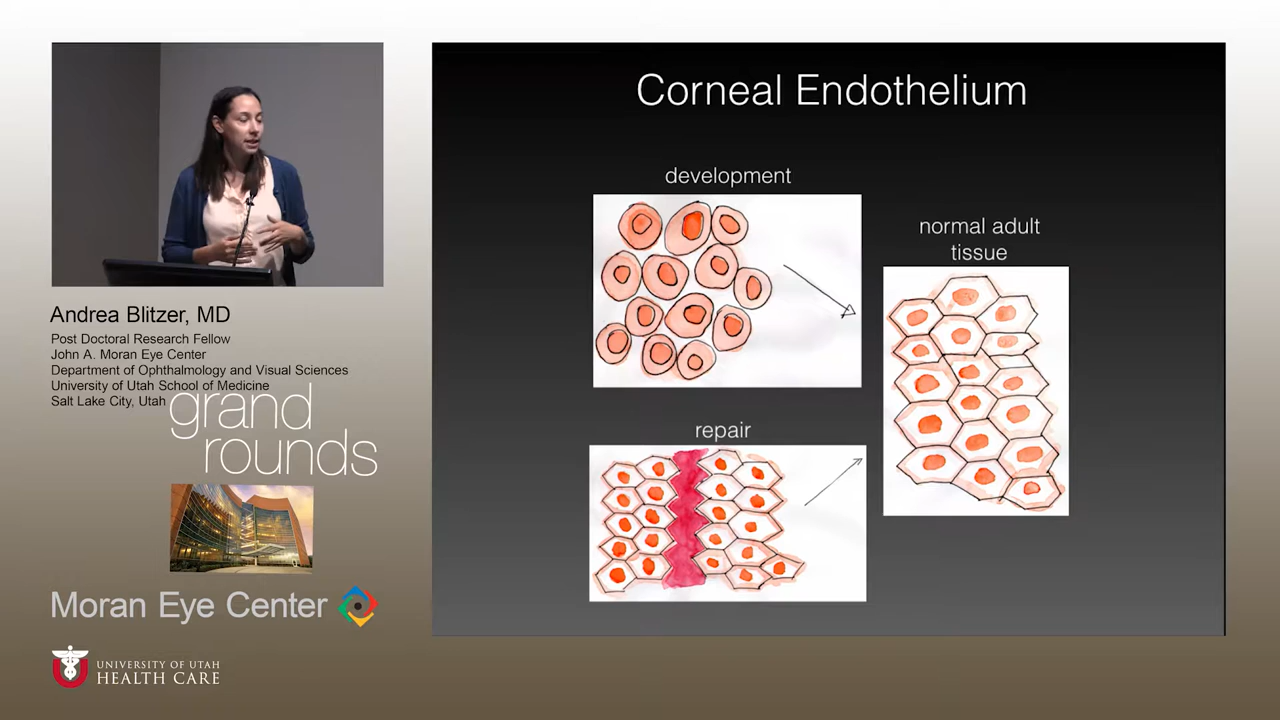 Corneal Endothelium
development
normal adult
tissue
repair
Andrea Blitzer, MD
Post Doctoral Research Fellow
John A. Moran Eye Center
Department of Ophthalmology and Visual Sciences
University of Utah School of Medicine
Salt Lake City, Utah
grand
rounds
Moran Eye Center
UNIVERSITY OF UTAH
HEALTH CARE